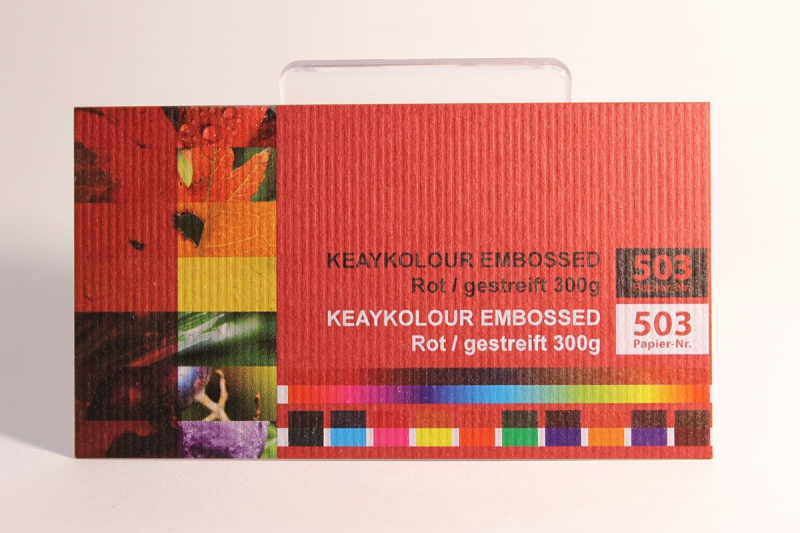 KEAYKOLOUR EMBOSSED
Rot / gestreift 300g
503
KEAYKOLOUR EMBOSSED
Rot / gestreift 300g
503
Papier-Nr.